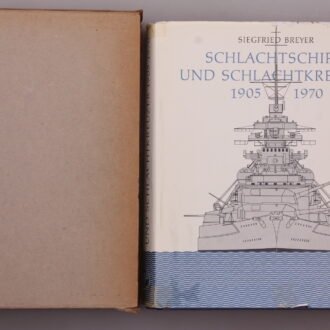 SIEGFRIED BREYER
SCHLACHTSCHIF
UND SCHLACHTKRE
1905 1970